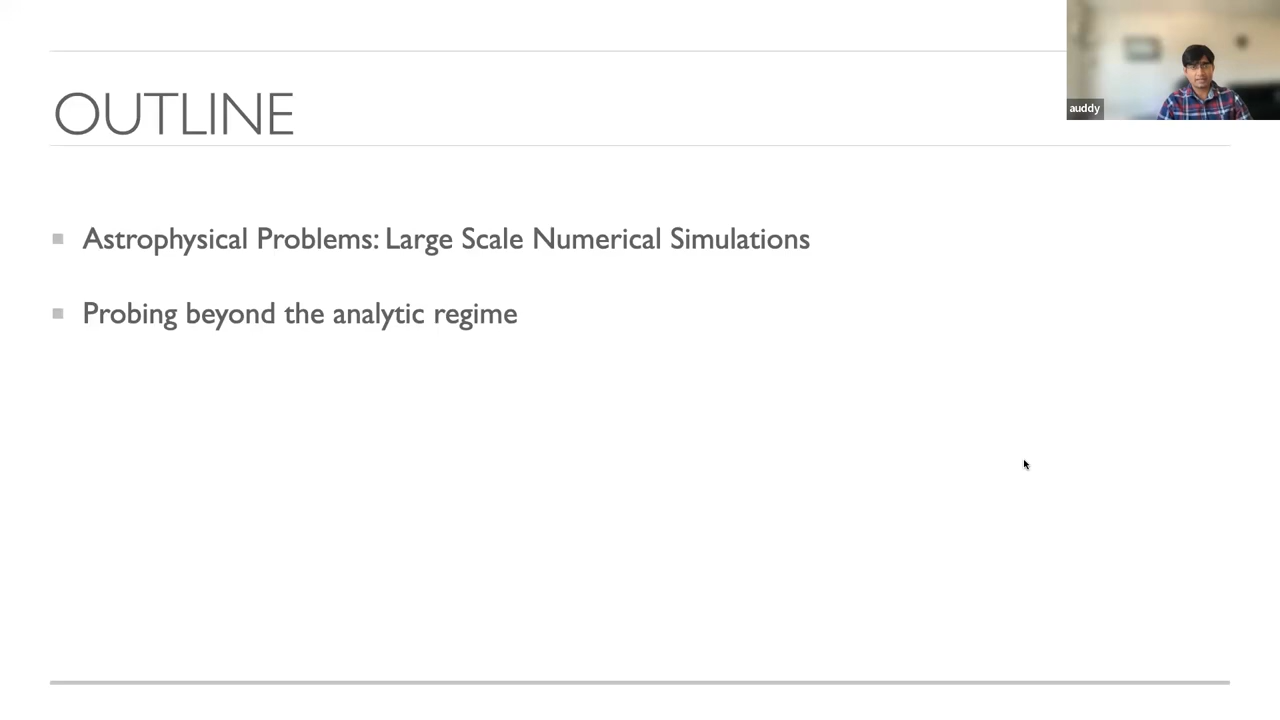 OUTLINE
auddy
Astrophysical Problems: Large Scale Numerical Simulations
Probing beyond the analytic regime